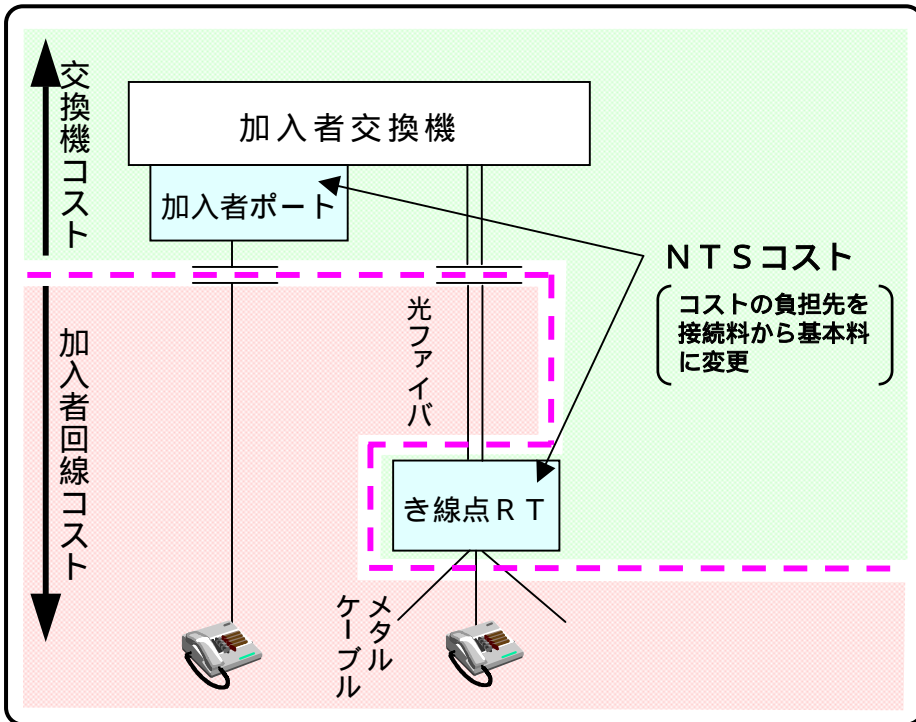 交換機コスト
加入者交換機
加入者ポート
NTSコスト
コストの負担先を
接続料から基本料
に変更
加入者回線コスト
光ファイバ
き線点RT
メタル
ケーブル